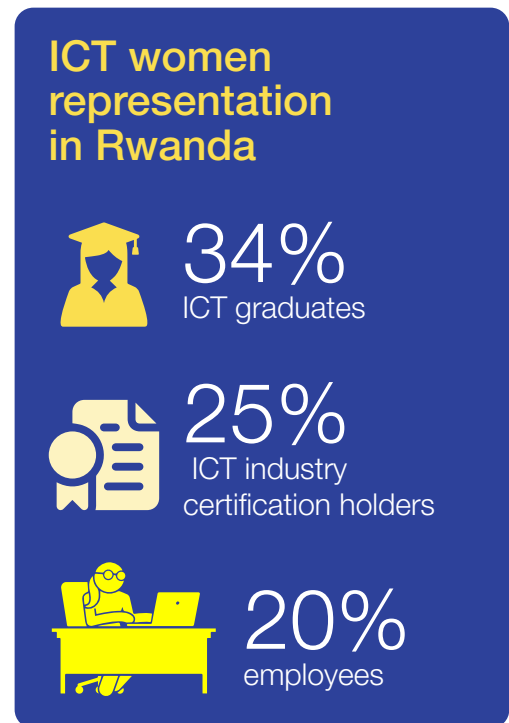 ICT women
representation
in Rwanda
34%
ICT graduates
25%
ICT industry
certification holders
20%
employees